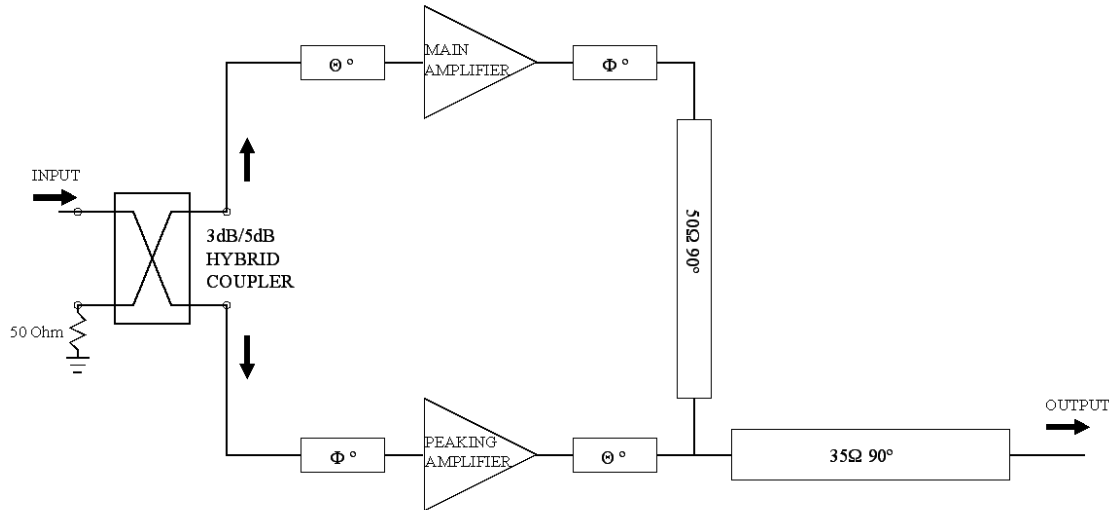 Θ °
MAIN
AMPLIFIER
Φ °
INPUT
50Ω 90°
3dB/5dB
HYBRID
COUPLER
50 Ohm
Φ °
PEAKING
AMPLIFIER
Θ °
35Ω 90°
OUTPUT